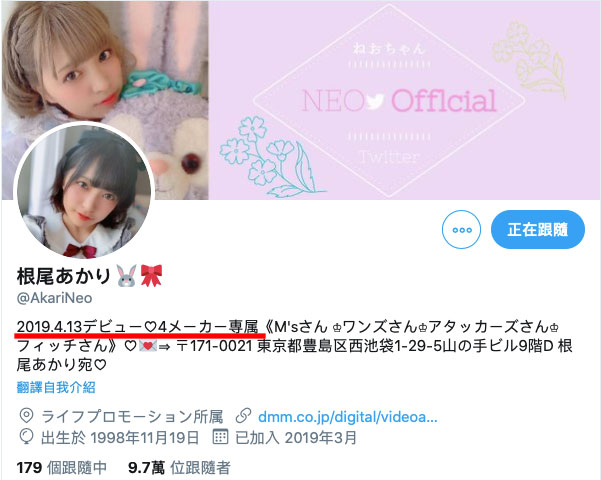 ねおちゃん
NEO Official
Twitter
正在跟隨
根尾あかり🐰🎀
@AkariNeo
2019.4.13デビュー♡4メーカー専属《M'sさん ♔ワンズさん♔アタッカーズさん♔
フィッチさん》♡💌⇒ 〒171-0021 東京都豊島区西池袋1-29-5山の手ビル9階D 根
尾あかり宛♡
翻譯自我介紹
ライフプロモーション所属 dmm.co.jp/digital/videoa...
出生於 1998年11月19日 已加入 2019年3月
179 個跟隨中 9.7萬 位跟隨者